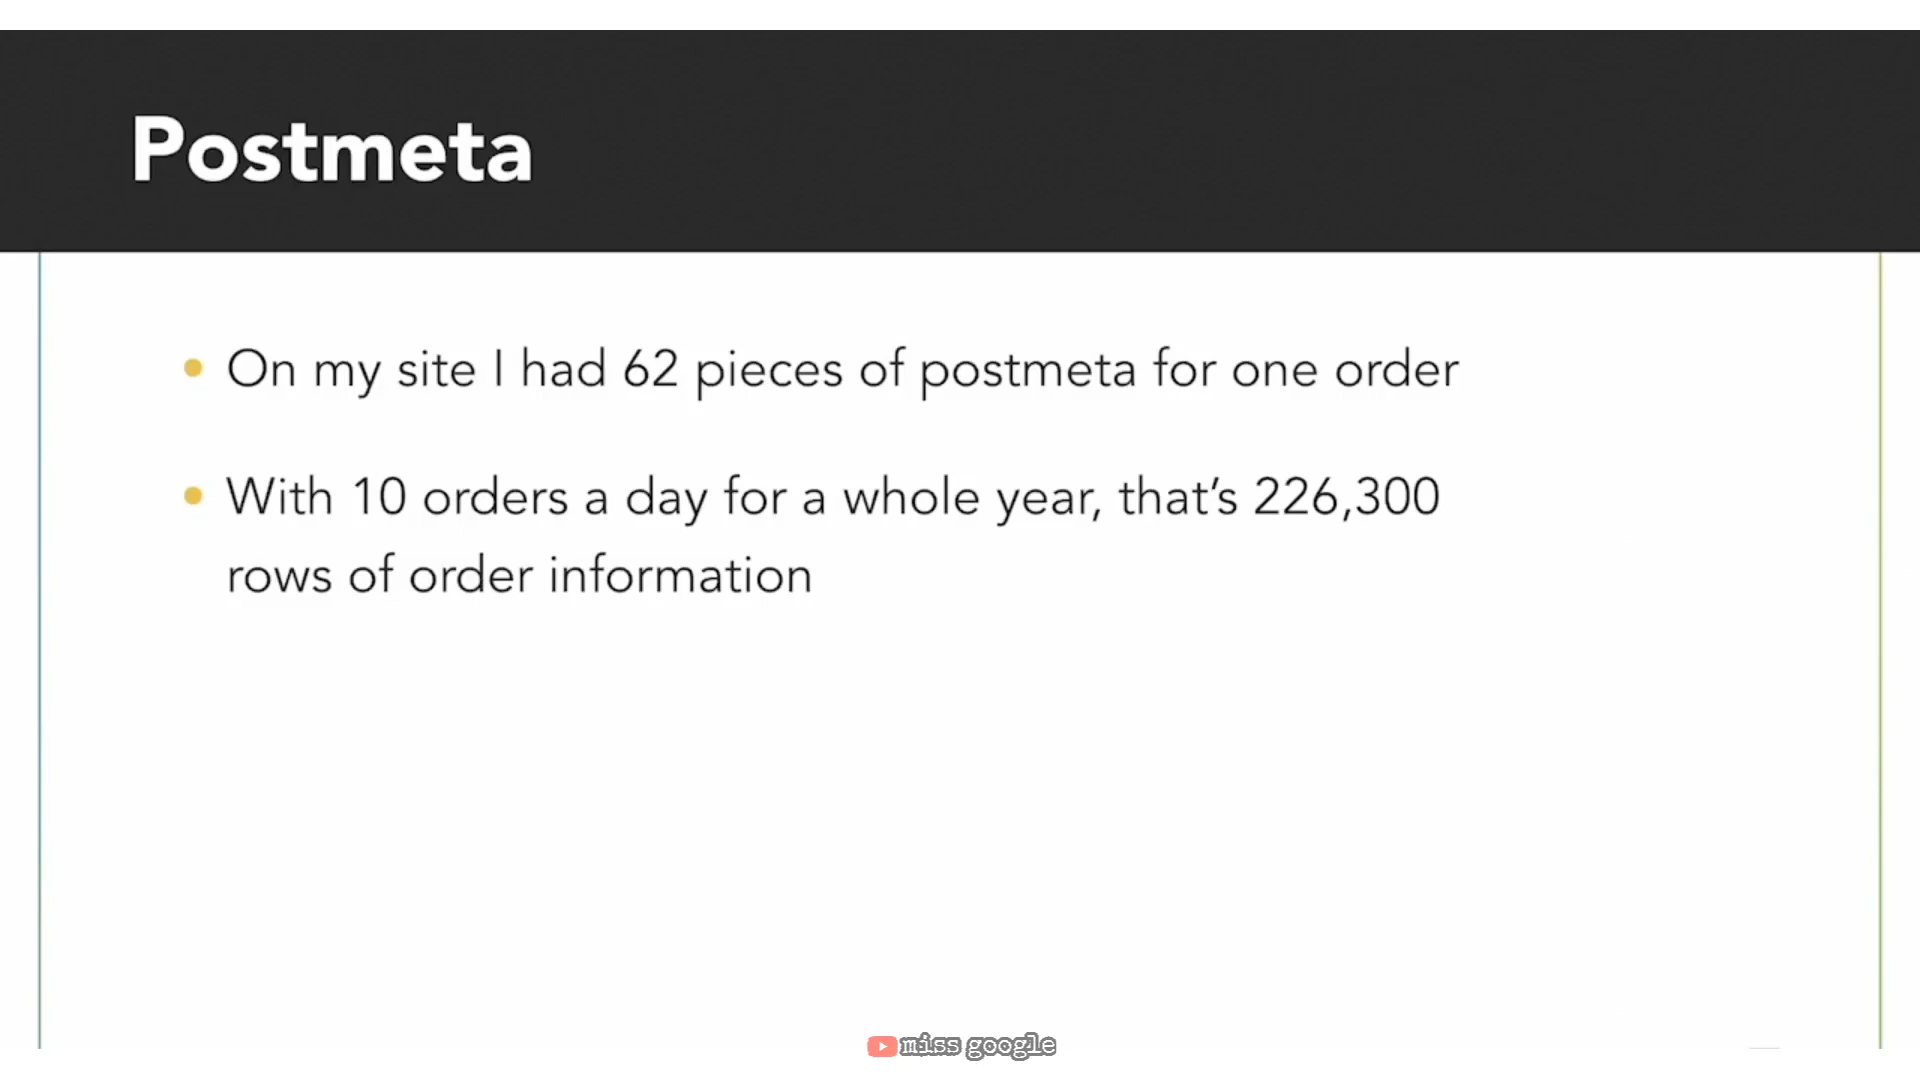 Postmeta
• On my site I had 62 pieces of postmeta for one order
• With 10 orders a day for a whole year, that’s 226,300
rows of order information
miss google